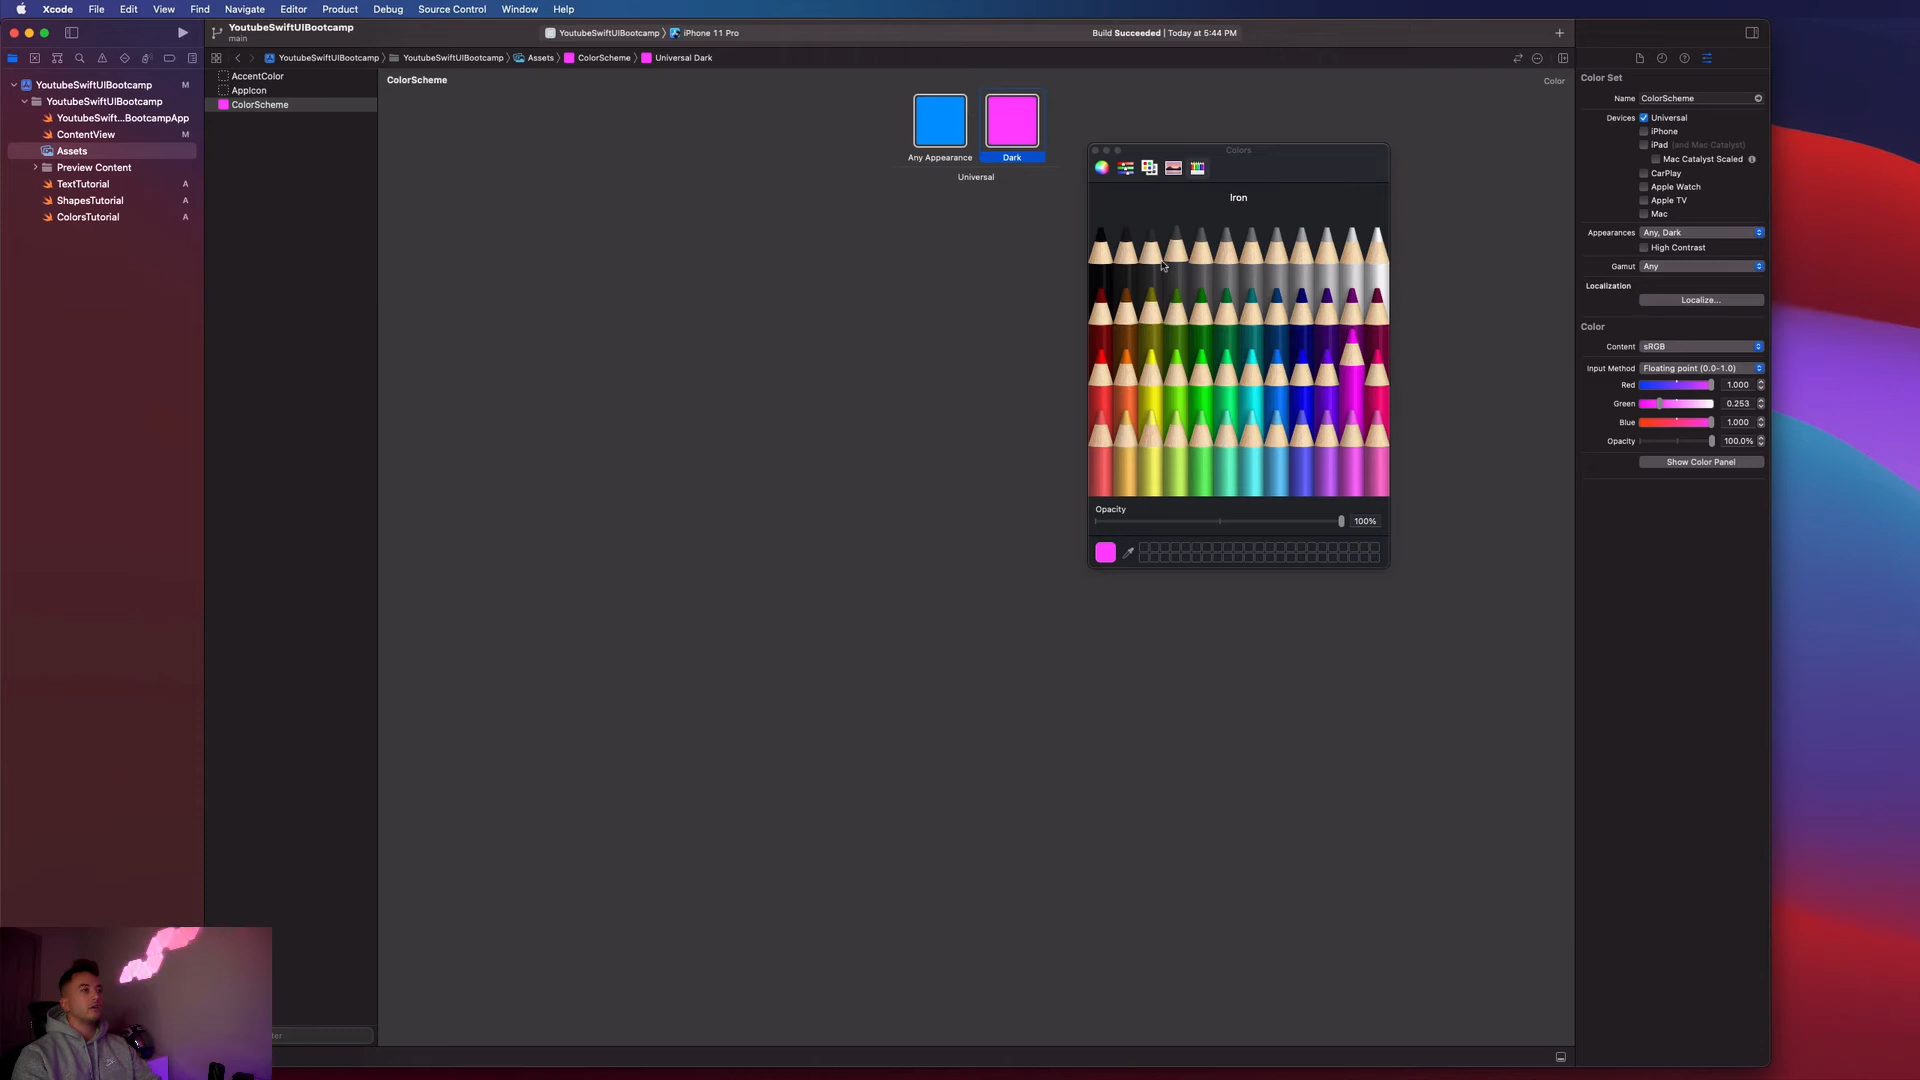 Xcode File Edit View Find Navigate Editor Product Debug Source Control Window Help
YoutubeSwiftUIBootcamp
main
YoutubeSwiftUIBootcamp
iPhone 11 Pro
Build Succeeded | Today at 5:44 PM
YoutubeSwiftUIBootcamp
YoutubeSwiftUIBootcamp
Assets
ColorScheme
Universal Dark
YoutubeSwiftUIBootcamp M
YoutubeSwiftUIBootcamp
YoutubeSwift...BootcampApp
ContentView M
Assets
Preview Content
TextTutorial A
ShapesTutorial A
ColorsTutorial A
AccentColor
AppIcon
ColorScheme
ColorScheme
Color
Any Appearance
Dark
Universal
Colors
Iron
Opacity
100%
Color Set
Name ColorScheme
Devices Universal
iPhone
iPad (and Mac Catalyst)
Mac Catalyst Scaled
CarPlay
Apple Watch
Apple TV
Mac
Appearances Any, Dark
High Contrast
Gamut Any
Localization
Localize...
Color
Content sRGB
Input Method Floating point (0.0-1.0)
Red 1.000
Green 0.253
Blue 1.000
Opacity 100.0%
Show Color Panel